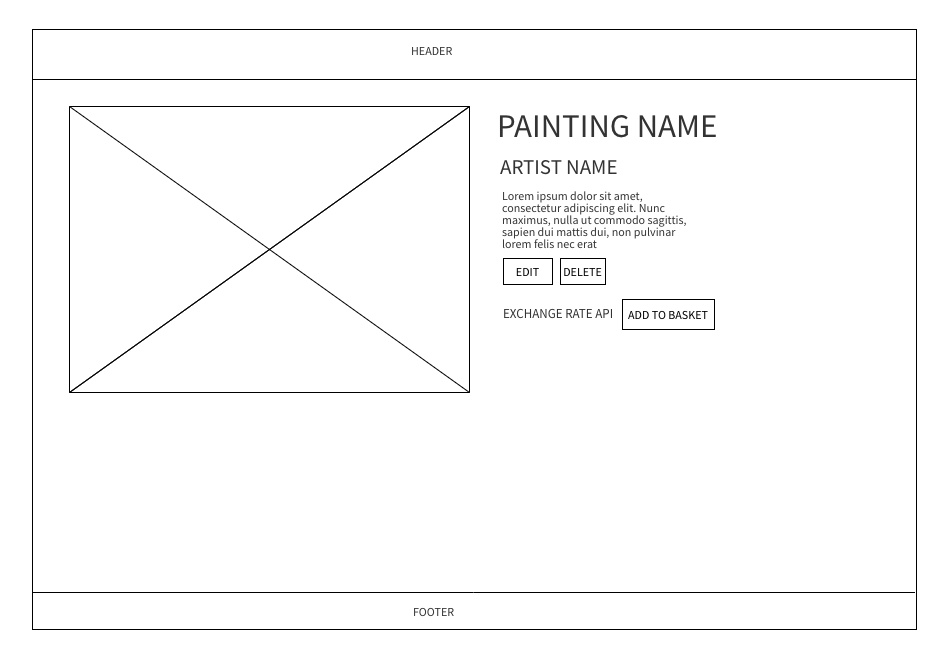 HEADER
PAINTING NAME
ARTIST NAME
Lorem ipsum dolor sit amet,
consectetur adipiscing elit. Nunc
maximus, nulla ut commodo sagittis,
sapien dui mattis dui, non pulvinar
lorem felis nec erat
EDIT DELETE
EXCHANGE RATE API ADD TO BASKET
FOOTER